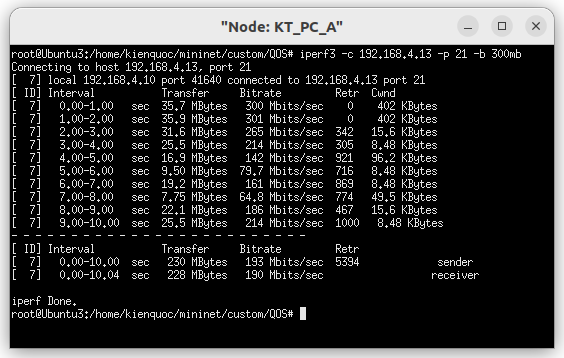 "Node: KT_PC_A"
root@Ubuntu3:/home/kienquoc/mininet/custom/QOS# iperf3 -c 192.168.4.13 -p 21 -b 300mb
Connecting to host 192.168.4.13, port 21
[  7] local 192.168.4.10 port 41640 connected to 192.168.4.13 port 21
[ ID] Interval           Transfer     Bitrate         Retr  Cwnd
[  7]   0.00-1.00   sec  35.7 MBytes   300 Mbits/sec    0    402 KBytes
[  7]   1.00-2.00   sec  35.9 MBytes   301 Mbits/sec    0    402 KBytes
[  7]   2.00-3.00   sec  31.6 MBytes   265 Mbits/sec  342   15.6 KBytes
[  7]   3.00-4.00   sec  25.5 MBytes   214 Mbits/sec  305   8.48 KBytes
[  7]   4.00-5.00   sec  16.9 MBytes   142 Mbits/sec  921   96.2 KBytes
[  7]   5.00-6.00   sec  9.50 MBytes  79.7 Mbits/sec  716   8.48 KBytes
[  7]   6.00-7.00   sec  19.2 MBytes   161 Mbits/sec  869   8.48 KBytes
[  7]   7.00-8.00   sec  7.75 MBytes  64.8 Mbits/sec  774   49.5 KBytes
[  7]   8.00-9.00   sec  22.1 MBytes   186 Mbits/sec  467   15.6 KBytes
[  7]   9.00-10.00  sec  25.5 MBytes   214 Mbits/sec  1000   8.48 KBytes
- - - - - - - - - - - - - - - - - - - - - - - - -
[ ID] Interval           Transfer     Bitrate         Retr
[  7]   0.00-10.00  sec   230 MBytes   193 Mbits/sec  5394             sender
[  7]   0.00-10.04  sec   228 MBytes   190 Mbits/sec                  receiver
iperf Done.
root@Ubuntu3:/home/kienquoc/mininet/custom/QOS#